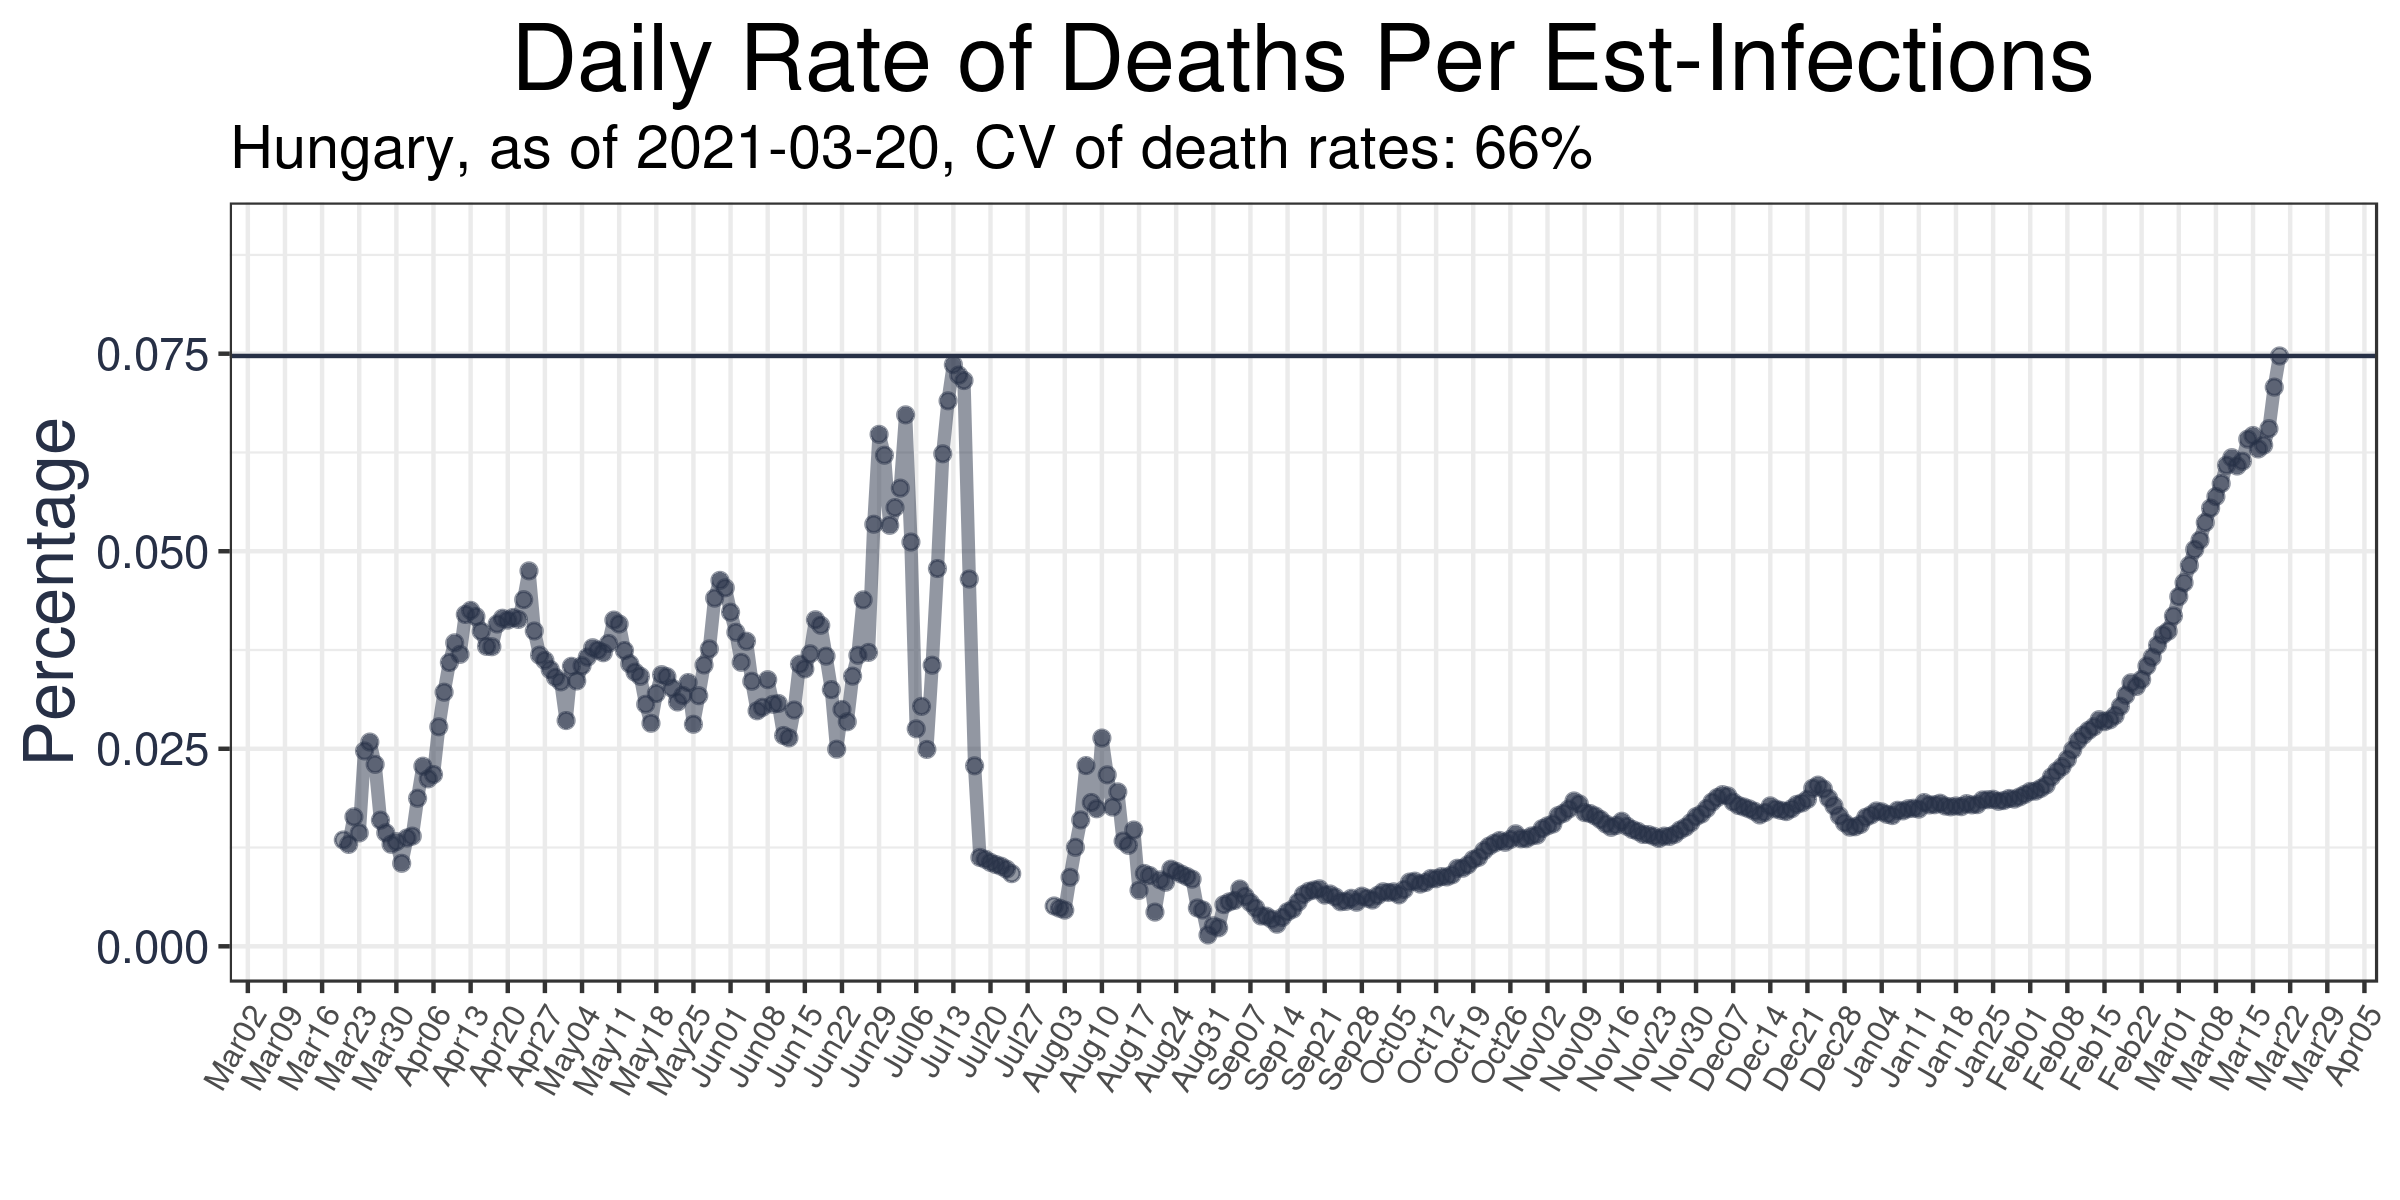 Daily Rate of Deaths Per Est-Infections
Hungary, as of 2021-03-20, CV of death rates: 66%
Percentage
0.075
0.050
0.025
0.000
Mar02
Mar09
Mar16
Mar23
Mar30
Apr06
Apr13
Apr20
Apr27
May04
May11
May18
May25
Jun01
Jun08
Jun15
Jun22
Jun29
Jul06
Jul13
Jul20
Jul27
Aug03
Aug10
Aug17
Aug24
Aug31
Sep07
Sep14
Sep21
Sep28
Oct05
Oct12
Oct19
Oct26
Nov02
Nov09
Nov16
Nov23
Nov30
Dec07
Dec14
Dec21
Dec28
Jan04
Jan11
Jan18
Jan25
Feb01
Feb08
Feb15
Feb22
Mar01
Mar08
Mar15
Mar22
Mar29
Apr05